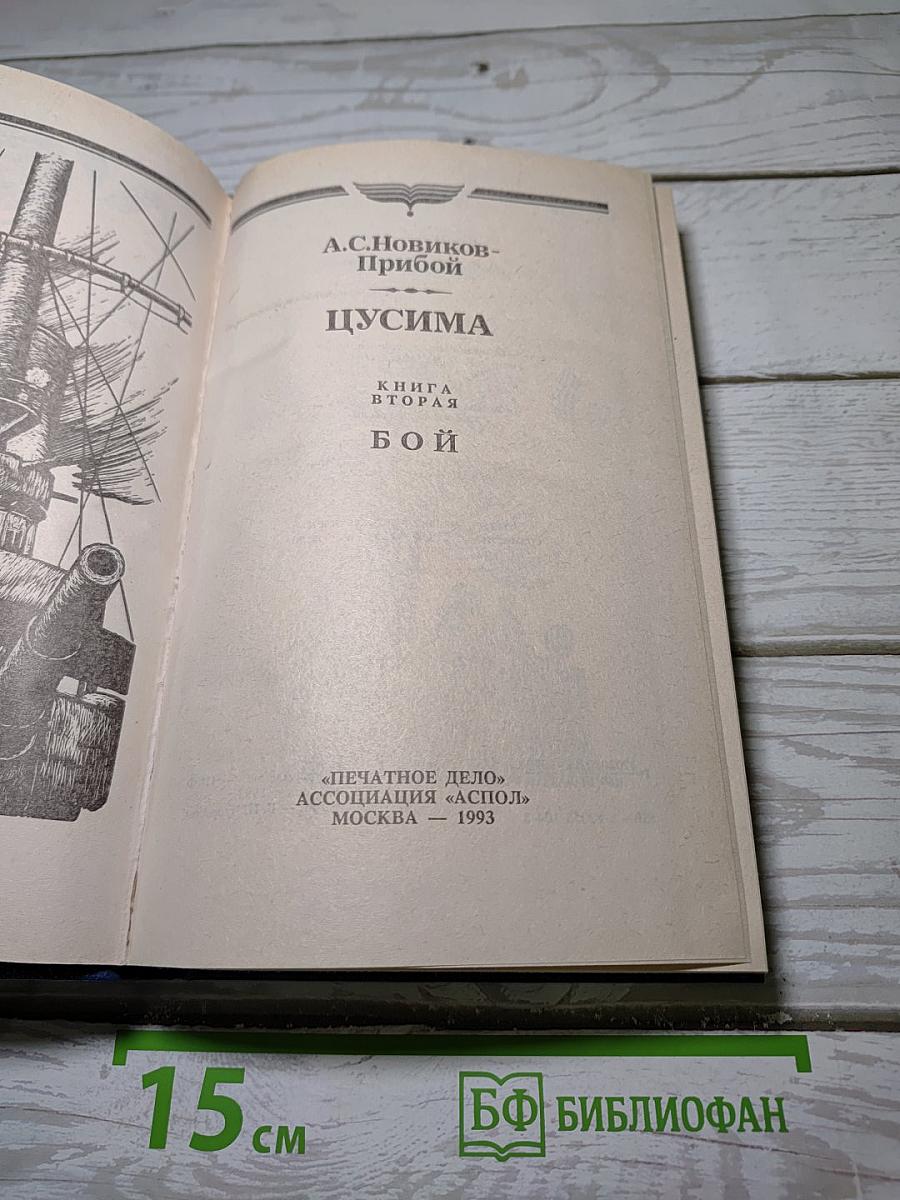 А.С.Новиков-
Прибой
ЦУСИМА
КНИГА
ВТОРАЯ
БОЙ
«ПЕЧАТНОЕ ДЕЛО»
АССОЦИАЦИЯ «АСПОЛ»
МОСКВА — 1993
15 см
БФ БИБЛИОФАН